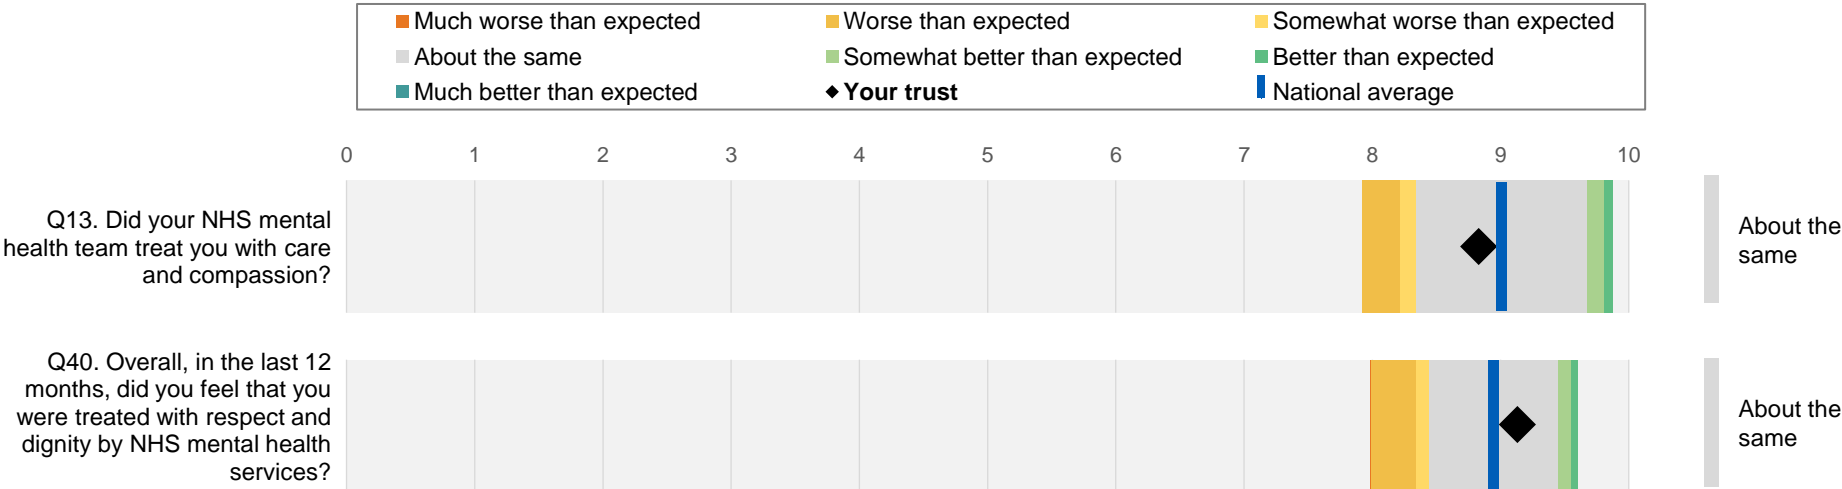 Much worse than expected
Worse than expected
Somewhat worse than expected
About the same
Somewhat better than expected
Better than expected
Much better than expected
Your trust
National average
0 1 2 3 4 5 6 7 8 9 10
Q13. Did your NHS mental
health team treat you with care
and compassion?
About the
same
Q40. Overall, in the last 12
months, did you feel that you
were treated with respect and
dignity by NHS mental health
services?
About the
same